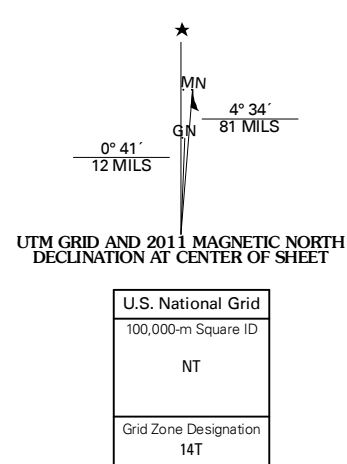 MN
4° 34´
81 MILS
GN
0° 41´
12 MILS
UTM GRID AND 2011 MAGNETIC NORTH
DECLINATION AT CENTER OF SHEET
U.S. National Grid
100,000-m Square ID
NT
Grid Zone Designation
14T